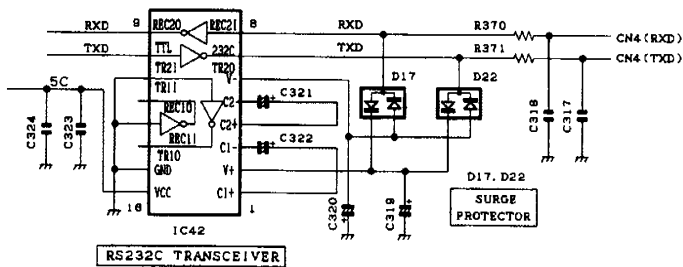 9 8
RXD REC20 REC21 RXD R370 CN4(RXD)
TXD TTL 232C TXD R371 CN4(TXD)
TR21 TR20
TR11 V-
5C C2- C321 D17 D22
REC10 C2+
C324 C323 C322 C318 C317
REC11 C1-
TR10
GND V+ D17.D22
VCC C1+ C320 C319 SURGE
16 1 PROTECTOR
IC42
RS232C TRANSCEIVER